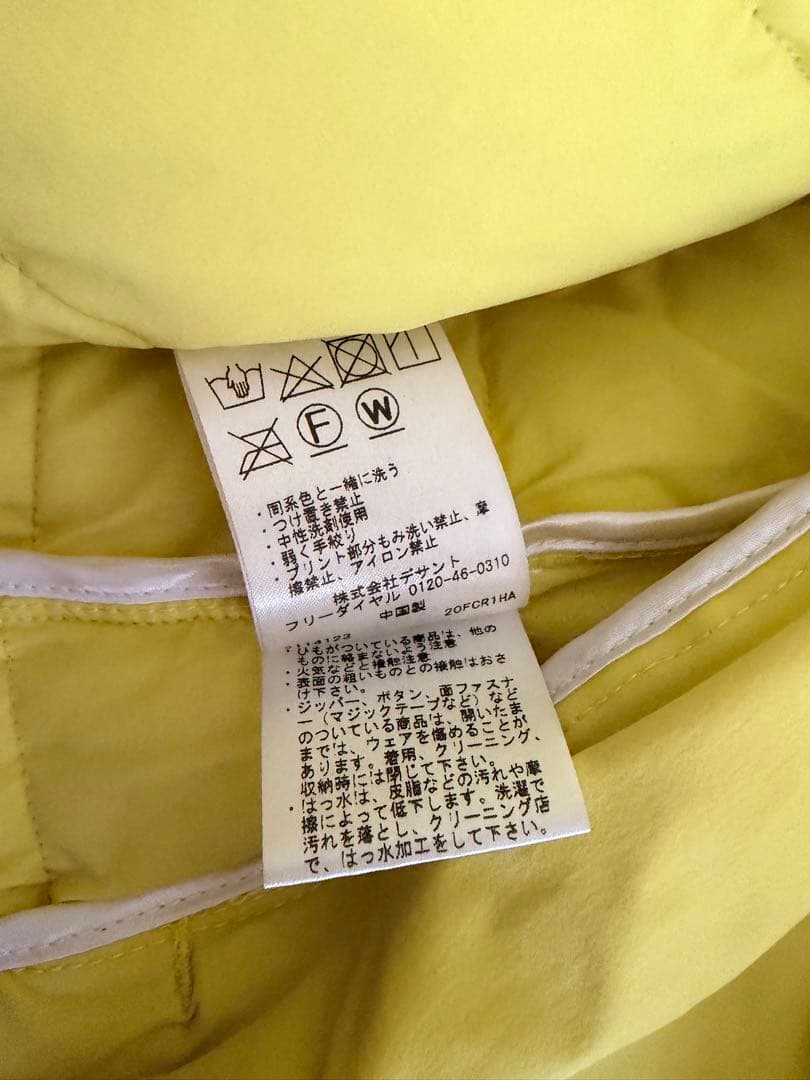 F W
・同系色と一緒に洗う
・つけ置き禁止
・中性洗剤使用
・弱く手絞り
・プリント部分もみ洗い禁止、摩
擦禁止、アイロン禁止
株式会社デサント
フリーダイヤル 0120-46-0310
中国製 20FCR1HA
・ひもがついている商品は、他の
ものに絡まないよう注意
・火気などと接触注意
・表面の粗いものとの接触はおさ
け下さい。
・ジッパー、ボタン、面ファスナ
ー(マジックテープなど)など
のついている商品は、開いたま
までは、ウェアを傷めることが
あります。着用、クリーニング、
収納時には閉じて下さい。
・はっ水は、皮脂などの汚れや摩
擦によって低下します。洗濯で
汚れを落とし、クリーニング店
で、はっ水加工をして下さい。